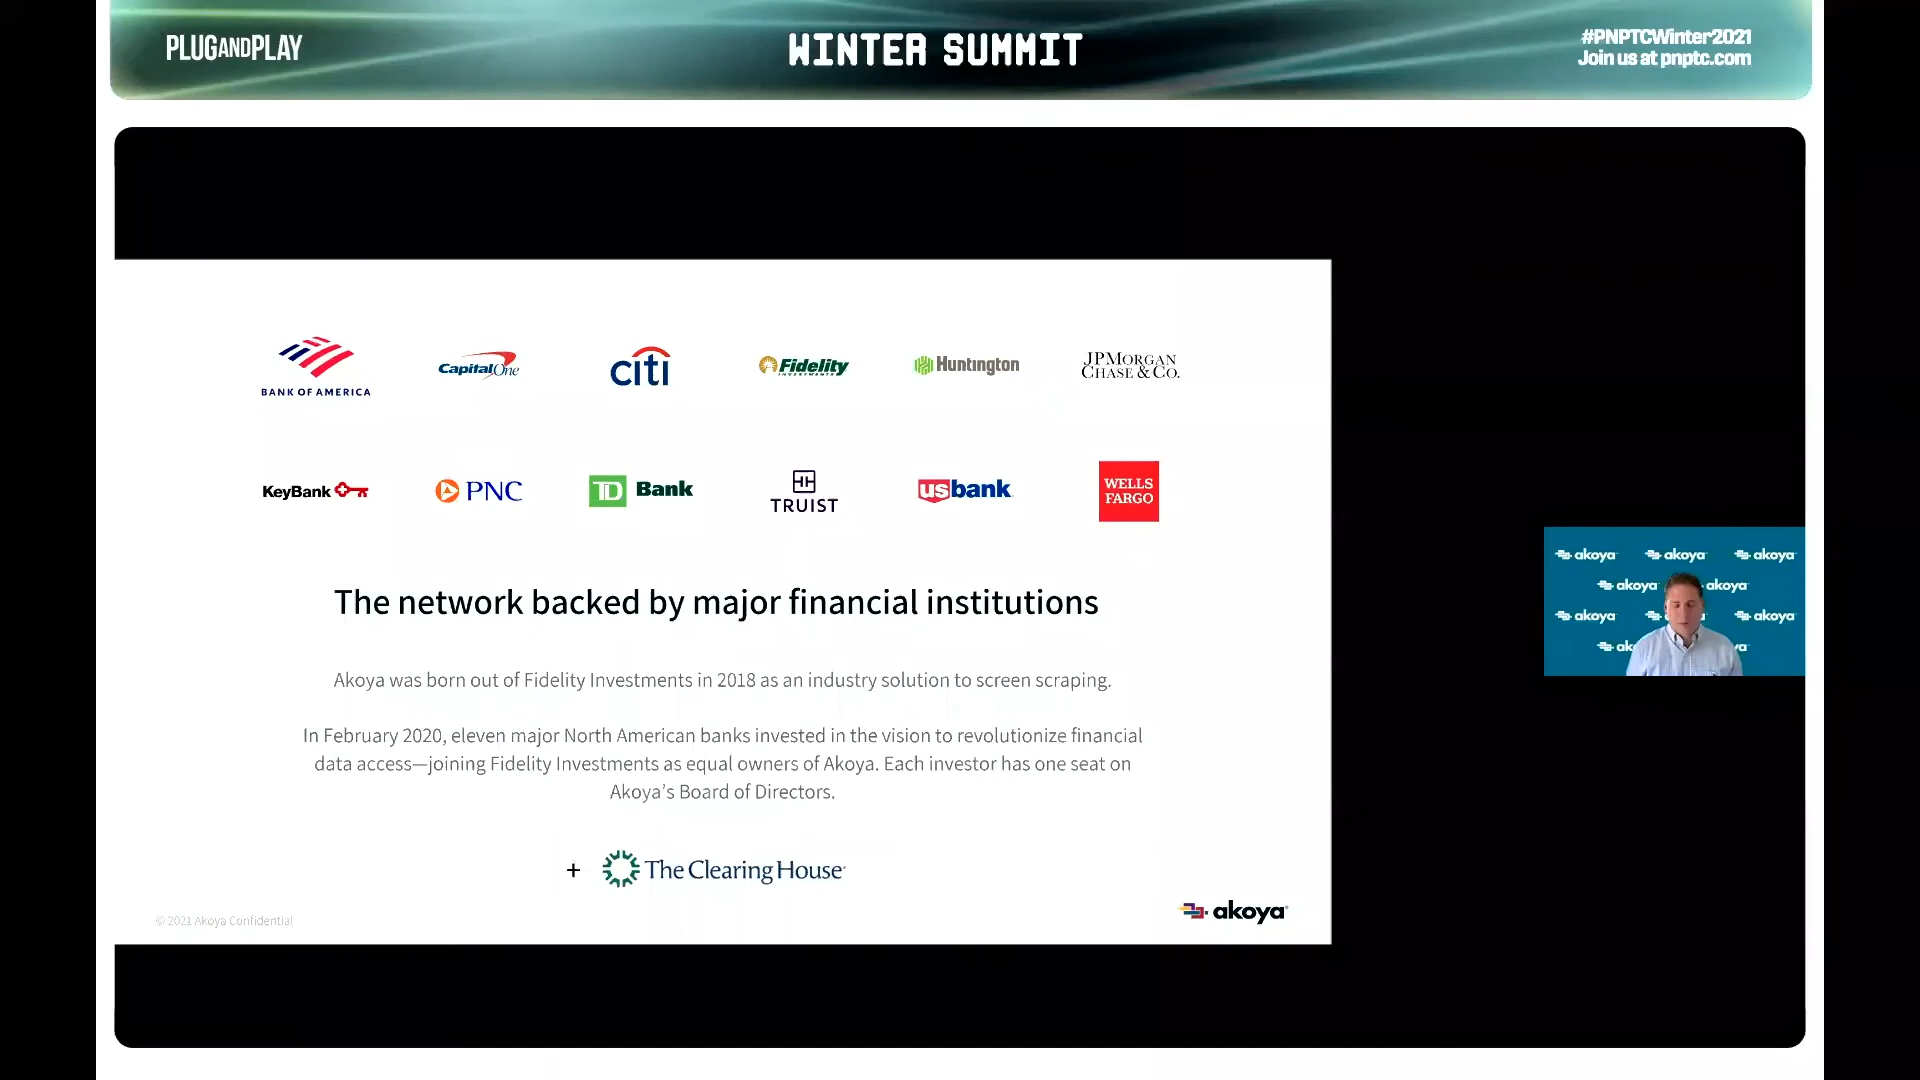 PLUGANDPLAY
WINTER SUMMIT
#PNPTCWinter2021
Join us at pnptc.com
BANK OF AMERICA
CapitalOne
citi
Fidelity
INVESTMENTS
Huntington
JPMORGAN
CHASE & CO.
KeyBank
PNC
TD Bank
TRUIST
usbank
WELLS
FARGO
The network backed by major financial institutions
Akoya was born out of Fidelity Investments in 2018 as an industry solution to screen scraping.
In February 2020, eleven major North American banks invested in the vision to revolutionize financial
data access—joining Fidelity Investments as equal owners of Akoya. Each investor has one seat on
Akoya’s Board of Directors.
+ The Clearing House
© 2021 Akoya Confidential
akoya
akoya akoya akoya
akoya akoya
akoya akoya